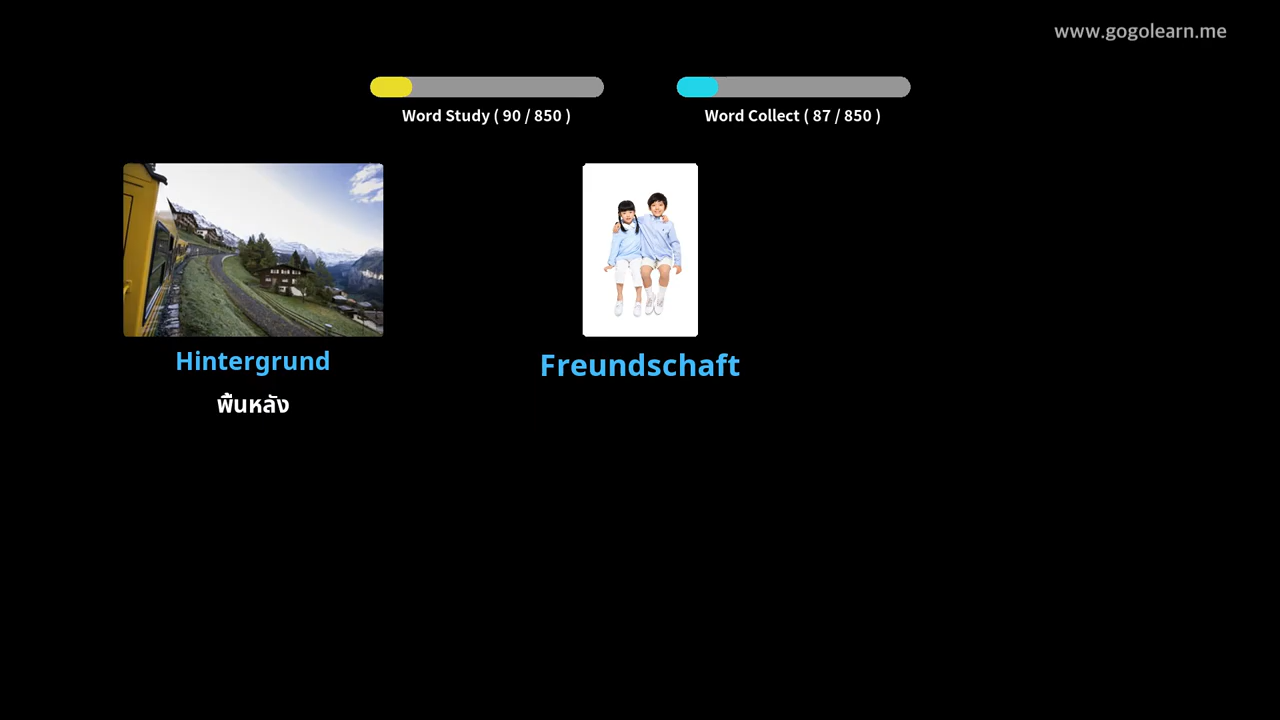 www.gogolearn.me
Word Study ( 90 / 850 )
Word Collect ( 87 / 850 )
Hintergrund
พื้นหลัง
Freundschaft